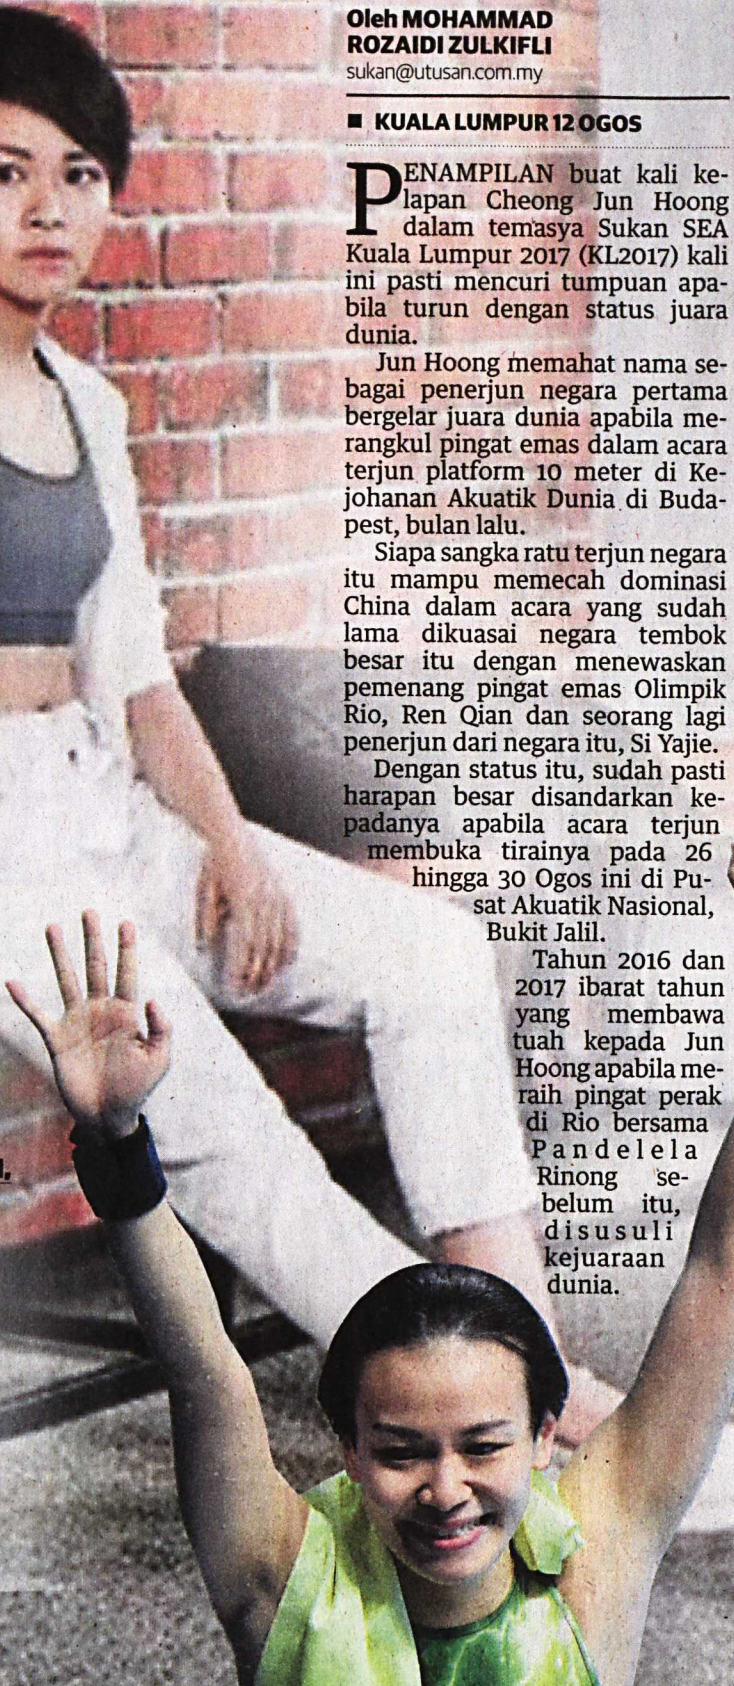 Oleh MOHAMMAD
ROZAIDI ZULKIFLI
sukan@utusan.com.my
■ KUALA LUMPUR 12 OGOS
PENAMPILAN buat kali ke-
lapan Cheong Jun Hoong
dalam temasya Sukan SEA
Kuala Lumpur 2017 (KL2017) kali
ini pasti mencuri tumpuan apa-
bila turun dengan status juara
dunia.
Jun Hoong memahat nama se-
bagai penerjun negara pertama
bergelar juara dunia apabila me-
rangkul pingat emas dalam acara
terjun platform 10 meter di Ke-
johanan Akuatik Dunia di Buda-
pest, bulan lalu.
Siapa sangka ratu terjun negara
itu mampu memecah dominasi
China dalam acara yang sudah
lama dikuasai negara tembok
besar itu dengan menewaskan
pemenang pingat emas Olimpik
Rio, Ren Qian dan seorang lagi
penerjun dari negara itu, Si Yajie.
Dengan status itu, sudah pasti
harapan besar disandarkan ke-
padanya apabila acara terjun
membuka tirainya pada 26
hingga 30 Ogos ini di Pu-
sat Akuatik Nasional,
Bukit Jalil.
Tahun 2016 dan
2017 ibarat tahun
yang membawa
tuah kepada Jun
Hoong apabila me-
raih pingat perak
di Rio bersama
Pandelela
Rinong se-
belum itu,
disusuli
kejuaraan
dunia.